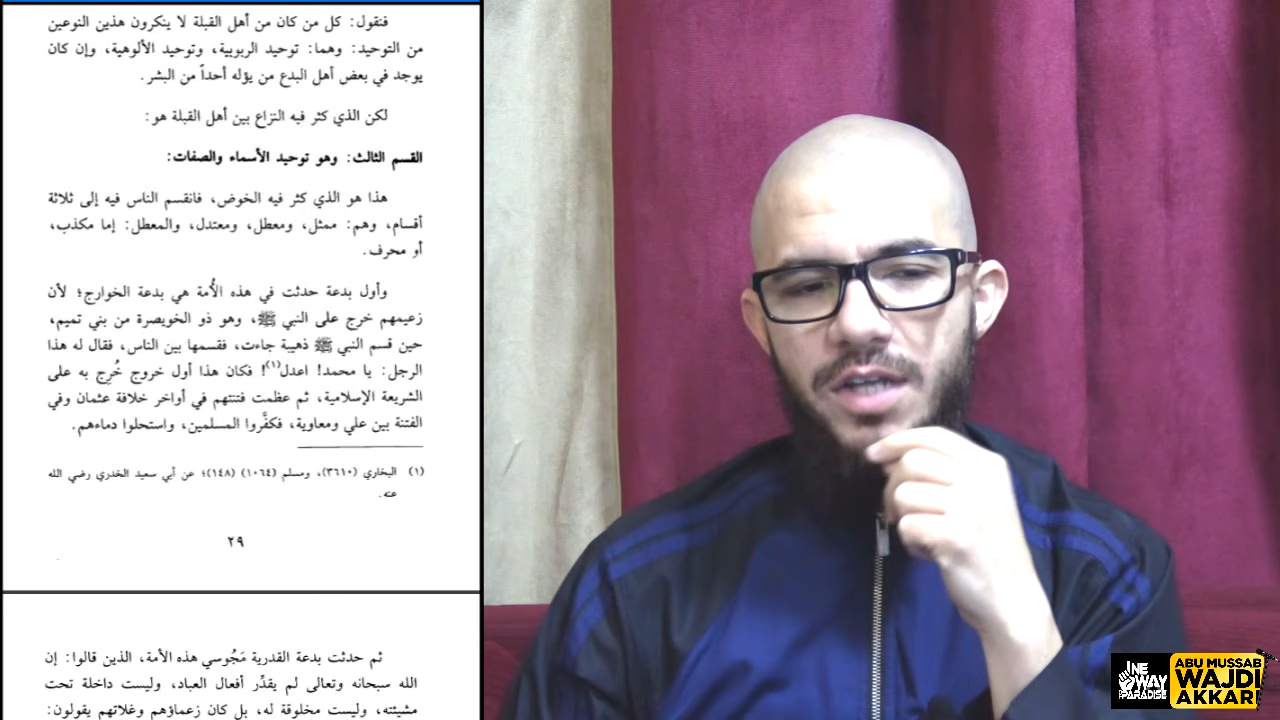 فنقول: كل من كان من أهل القبلة لا ينكرون هذين النوعين
من التوحيد: وهما: توحيد الربوبية، وتوحيد الألوهية، وإن كان
يوجد في بعض أهل البدع من يؤله أحداً من البشر.
لكن الذي كثر فيه النزاع بين أهل القبلة هو:
القسم الثالث: وهو توحيد الأسماء والصفات:
هذا هو الذي كثر فيه الخوض، فانقسم الناس فيه إلى ثلاثة
أقسام، وهم: ممثل، ومعطل، ومعتدل، والمعطل: إما مكذب،
أو محرف.
وأول بدعة حدثت في هذه الأُمة هي بدعة الخوارج؛ لأن
زعيمهم خرج على النبي ﷺ، وهو ذو الخويصرة من بني تميم،
حين قسم النبي ﷺ ذهيبة جاءت، فقسمها بين الناس، فقال له هذا
الرجل: يا محمد! اعدل(١)! فكان هذا أول خروج خُرِج به على
الشريعة الإسلامية، ثم عظمت فتنتهم في أواخر خلافة عثمان وفي
الفتنة بين علي ومعاوية، فكفَّروا المسلمين، واستحلوا دماءهم.
(١) البخاري (٣٦١٠)، ومسلم (١٠٦٤) (١٤٨)؛ عن أبي سعيد الخدري رضي الله
عنه.
٢٩
ثم حدثت بدعة القدرية مَجُوسي هذه الأمة، الذين قالوا: إن
الله سبحانه وتعالى لم يقدِّر أفعال العباد، وليست داخلة تحت
مشيئته، وليست مخلوقة له، بل كان زعماؤهم وغلاتهم يقولون:
ONE
WAY
TO PARADISE
ABU MUSSAB
WAJDI
AKKARI